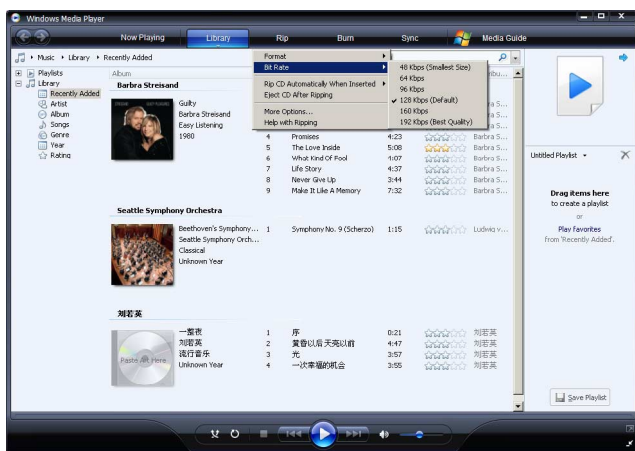 Windows Media Player
Now Playing Library Rip Burn Sync Media Guide
Music Library Recently Added
Format
Bit Rate
Rip CD Automatically When Inserted
Eject CD After Ripping
More Options...
Help with Ripping
48 Kbps (Smallest Size)
64 Kbps
96 Kbps
128 Kbps (Default)
160 Kbps
192 Kbps (Best Quality)
Playlists
Library
Recently Added
Artist
Album
Songs
Genre
Year
Rating
Album
Barbra Streisand
Guilty
Barbra Streisand
Easy Listening
1980
4 Promises 4:23 Barbra S...
5 The Love Inside 5:08 Barbra S...
6 What Kind Of Fool 4:07 Barbra S...
7 Life Story 4:37 Barbra S...
8 Never Give Up 3:44 Barbra S...
9 Make It Like A Memory 7:32 Barbra S...
Seattle Symphony Orchestra
Beethoven's Symphony... 1 Symphony No. 9 (Scherzo) 1:15 Ludwig v...
Seattle Symphony Orch...
Classical
Unknown Year
刘若英
一整夜 1 序 0:21 刘若英
刘若英 2 黄昏以后天亮以前 4:47 刘若英
流行音乐 3 光 3:57 刘若英
Unknown Year 4 一次幸福的机会 3:55 刘若英
Paste Art Here
Untitled Playlist
Drag items here
to create a playlist
or
Play favorites
from 'Recently Added'.
Save Playlist